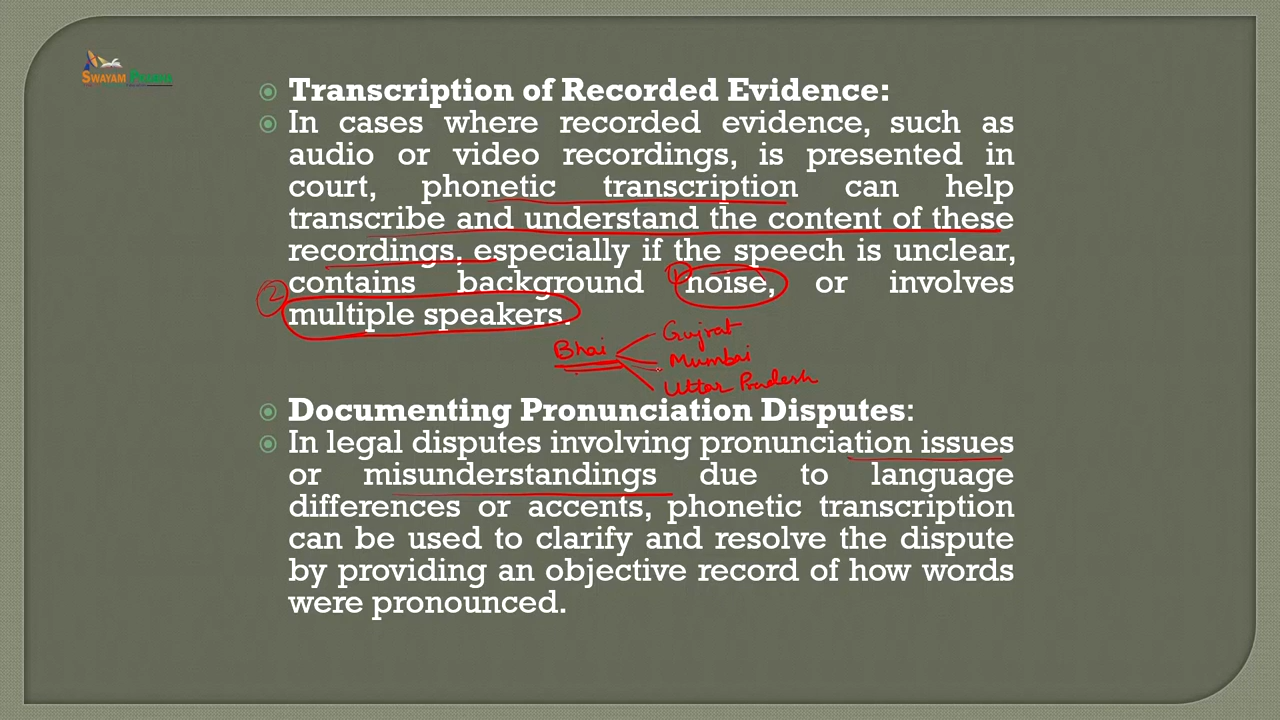 SWAYAM PRABHA
Transcription of Recorded Evidence:
In cases where recorded evidence, such as
audio or video recordings, is presented in
court, phonetic transcription can help
transcribe and understand the content of these
recordings, especially if the speech is unclear,
contains background noise, or involves
1
2
multiple speakers.
Bhai
Gujrat
Mumbai
Uttar Pradesh
Documenting Pronunciation Disputes:
In legal disputes involving pronunciation issues
or misunderstandings due to language
differences or accents, phonetic transcription
can be used to clarify and resolve the dispute
by providing an objective record of how words
were pronounced.